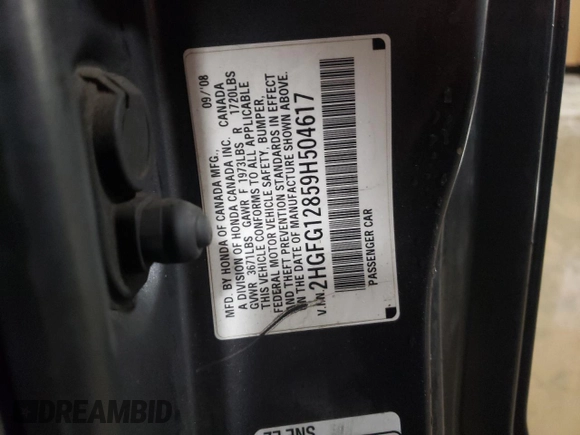 MFD. BY HONDA OF CANADA MFG., 09/'08
A DIVISION OF HONDA CANADA INC. CANADA
GVWR 3671LBS GAWR F 1973LBS R 1720LBS
THIS VEHICLE CONFORMS TO ALL APPLICABLE
FEDERAL MOTOR VEHICLE SAFETY, BUMPER,
AND THEFT PREVENTION STANDARDS IN EFFECT
ON THE DATE OF MANUFACTURE SHOWN ABOVE.
V.I.N. 2HGFG12859H504617
PASSENGER CAR
DREAMBID